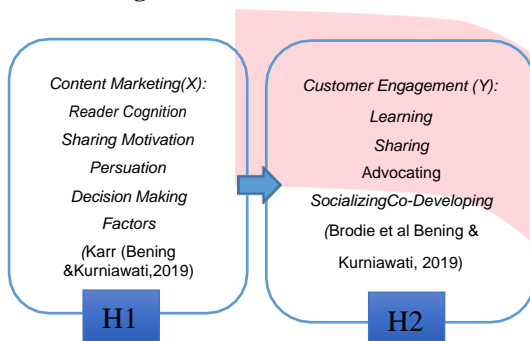 Content Marketing(X):
Reader Cognition
Sharing Motivation
Persuation
Decision Making
Factors
(Karr (Bening
&Kurniawati,2019)
H1
Customer Engagement (Y):
Learning
Sharing
Advocating
SocializingCo-Developing
(Brodie et al Bening &
Kurniawati, 2019)
H2